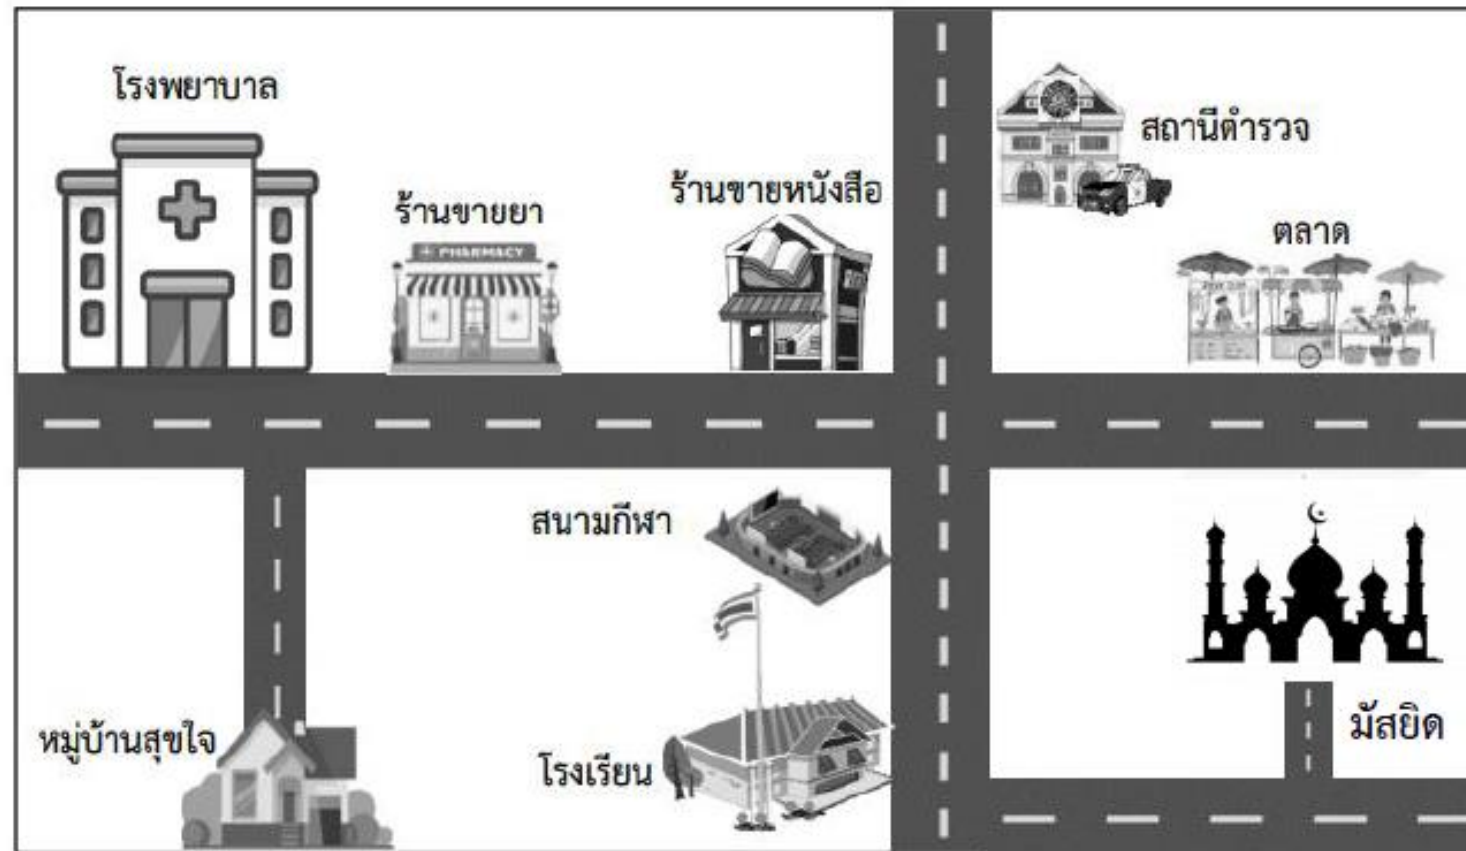 โรงพยาบาล
สถานีตำรวจ
ร้านขายยา
ร้านขายหนังสือ
ตลาด
PHARMACY
สนามกีฬา
หมู่บ้านสุขใจ
โรงเรียน
มัสยิด